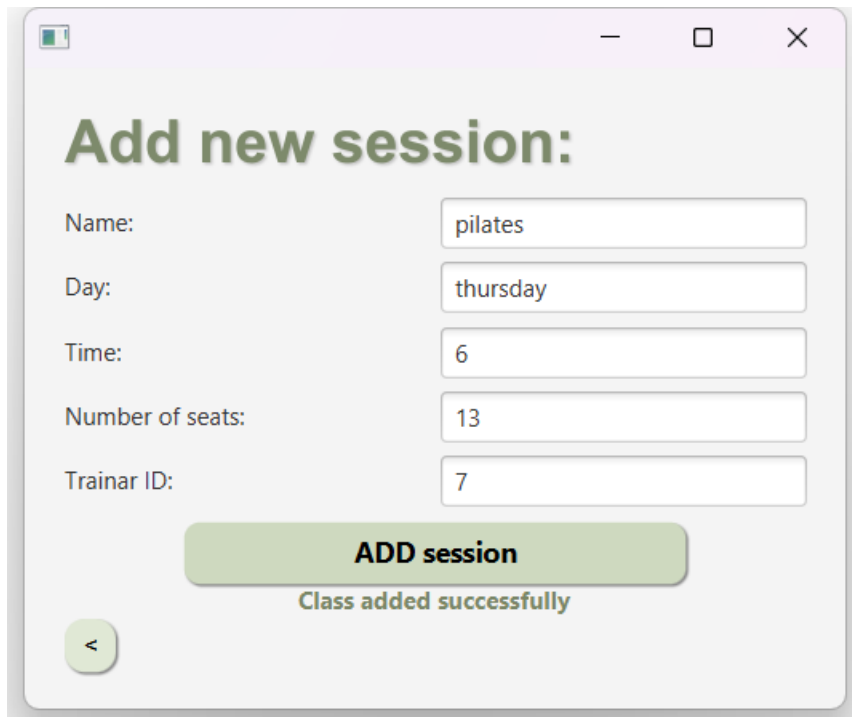 Add new session:
Name: pilates
Day: thursday
Time: 6
Number of seats: 13
Trainar ID: 7
ADD session
Class added successfully
<